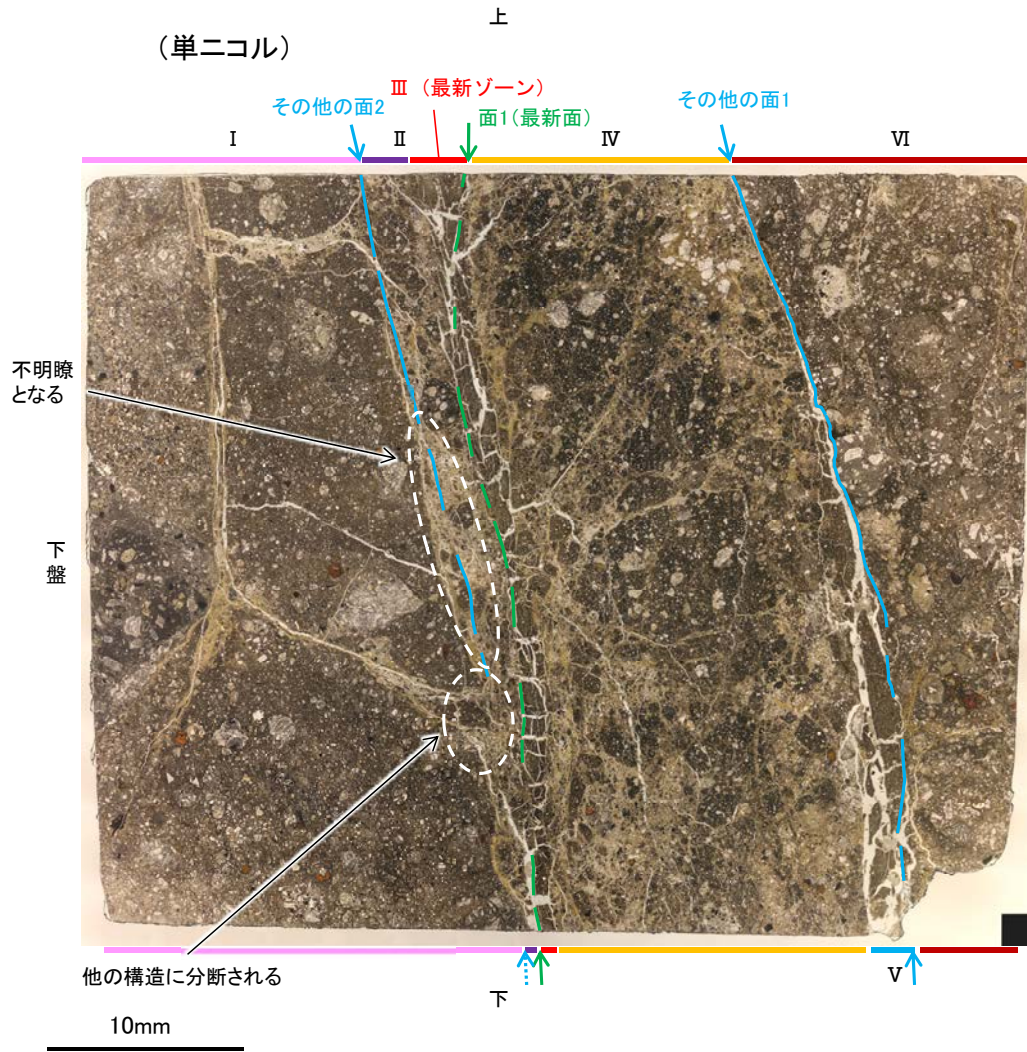 上
(単ニコル)
Ⅲ (最新ゾーン)
その他の面2
面1(最新面)
その他の面1
Ⅰ
Ⅱ
Ⅳ
Ⅵ
不明瞭
となる
下
盤
他の構造に分断される
Ⅴ
下
10mm